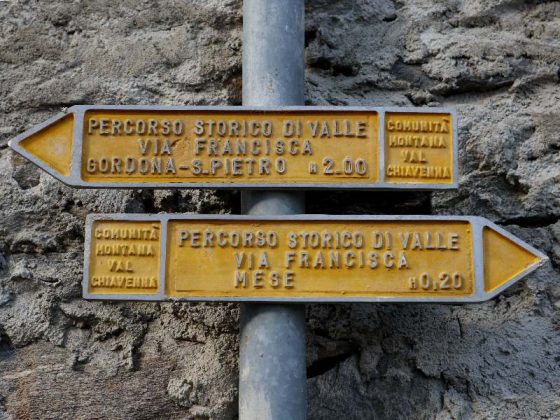 PERCORSO STORICO DI VALLE
VIA FRANCISCA
GORDONA-S.PIETRO H 2.00
COMUNITÀ
MONTANA
VAL
CHIAVENNA
COMUNITÀ
MONTANA
VAL
CHIAVENNA
PERCORSO STORICO DI VALLE
VIA FRANCISCA
MESE H 0,20